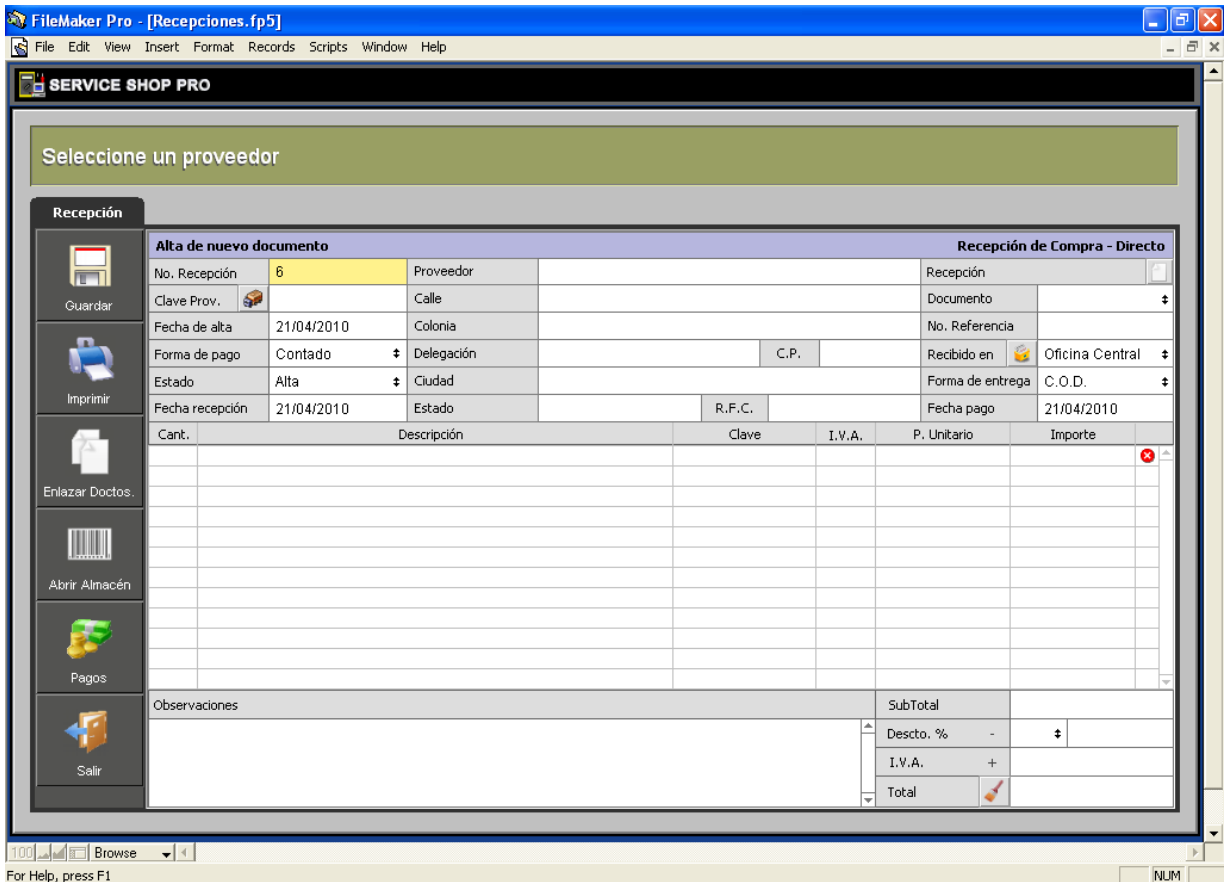 FileMaker Pro - [Recepciones.fp5]
File Edit View Insert Format Records Scripts Window Help
SERVICE SHOP PRO
Seleccione un proveedor
Recepción
Alta de nuevo documento Recepción de Compra - Directo
No. Recepción 6 Proveedor Recepción
Clave Prov. Calle Documento
Fecha de alta 21/04/2010 Colonia No. Referencia
Forma de pago Contado Delegación C.P. Recibido en Oficina Central
Estado Alta Ciudad Forma de entrega C.O.D.
Fecha recepción 21/04/2010 Estado R.F.C. Fecha pago 21/04/2010
Cant. Descripción Clave I.V.A. P. Unitario Importe
Guardar
Imprimir
Enlazar Doctos.
Abrir Almacén
Pagos
Salir
Observaciones
SubTotal
Descto. % -
I.V.A. +
Total
100 Browse
For Help, press F1 NUM